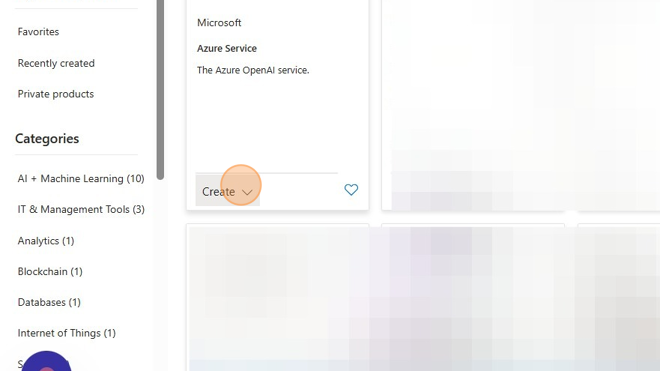 Favorites
Recently created
Private products
Categories
AI + Machine Learning (10)
IT & Management Tools (3)
Analytics (1)
Blockchain (1)
Databases (1)
Internet of Things (1)
Microsoft
Azure Service
The Azure OpenAI service.
Create